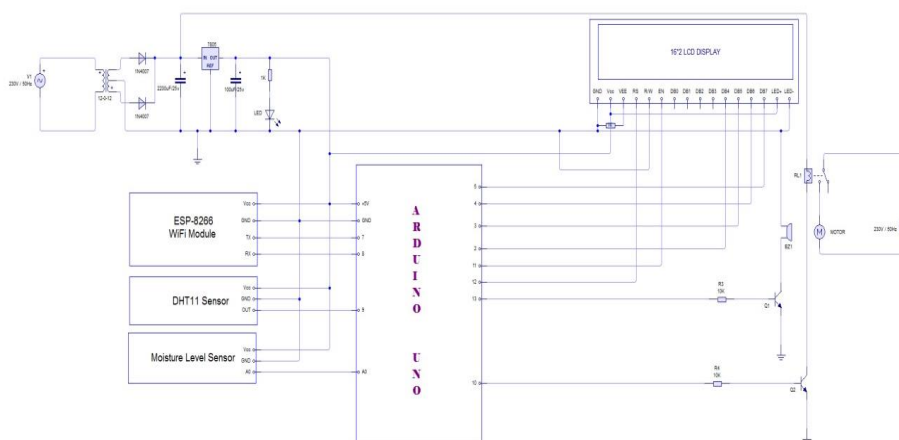 V1
230V / 50Hz
12-0-12
1N4007
1N4007
2200uF/25v
7805
IN OUT
REF
100uF/25v
1K
LED
16*2 LCD DISPLAY
GND Vcc VEE RS R/W EN DB0 DB1 DB2 DB3 DB4 DB5 DB6 DB7 LED+ LED-
ESP-8266
WiFi Module
Vcc
GND
TX
RX
DHT11 Sensor
Vcc
GND
OUT
Moisture Level Sensor
Vcc
GND
A0
+5V
GND
7
8
9
A0
ARDUINO UNO
5
4
3
2
11
12
13
10
R3
10K
Q1
BZ1
R4
10K
Q2
RL1
MOTOR
M
230V / 50Hz